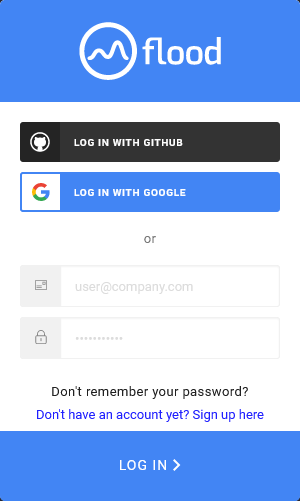 flood
LOG IN WITH GITHUB
LOG IN WITH GOOGLE
or
user@company.com
•••••••••••
Don't remember your password?
Don't have an account yet? Sign up here
LOG IN